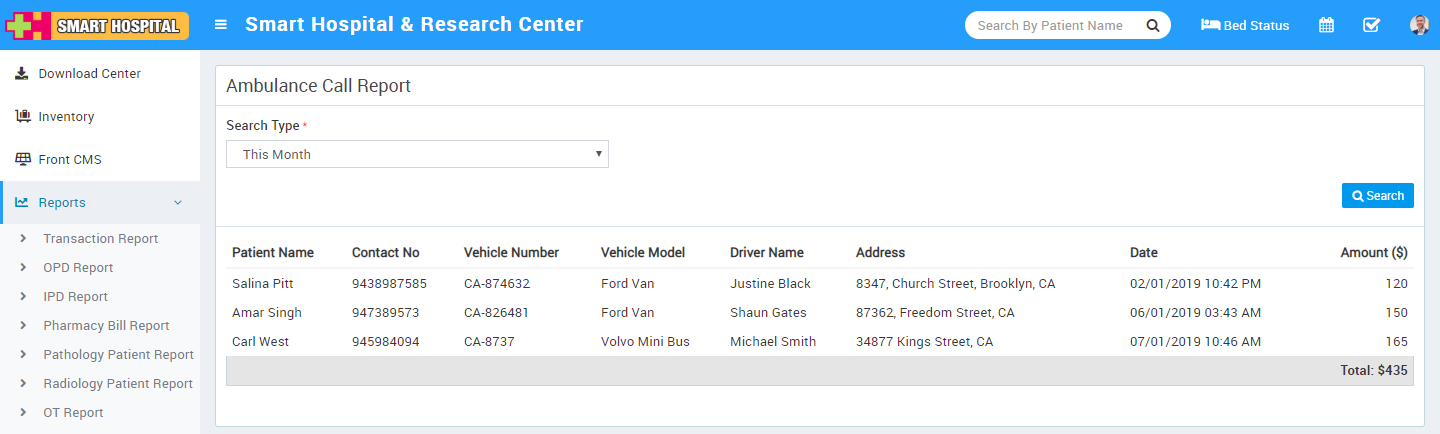 SMART HOSPITAL
Smart Hospital & Research Center
Search By Patient Name
Bed Status
Download Center
Inventory
Front CMS
Reports
Transaction Report
OPD Report
IPD Report
Pharmacy Bill Report
Pathology Patient Report
Radiology Patient Report
OT Report
Ambulance Call Report
Search Type *
This Month
Search
Patient Name Contact No Vehicle Number Vehicle Model Driver Name Address Date Amount ($)
Salina Pitt 9438987585 CA-874632 Ford Van Justine Black 8347, Church Street, Brooklyn, CA 02/01/2019 10:42 PM 120
Amar Singh 947389573 CA-826481 Ford Van Shaun Gates 87362, Freedom Street, CA 06/01/2019 03:43 AM 150
Carl West 945984094 CA-8737 Volvo Mini Bus Michael Smith 34877 Kings Street, CA 07/01/2019 10:46 AM 165
Total: $435